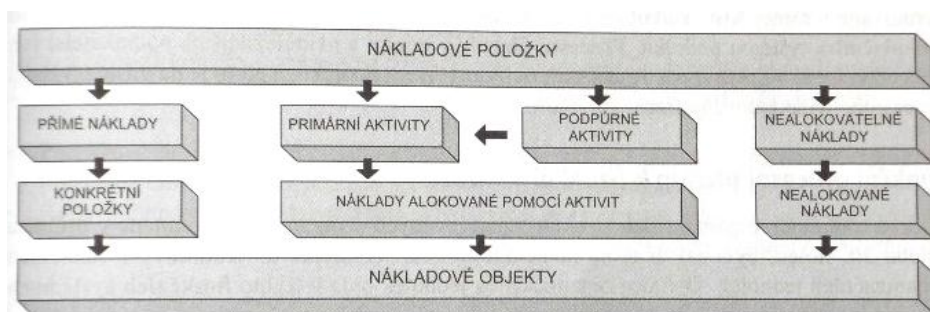 NÁKLADOVÉ POLOŽKY
PŘÍMÉ NÁKLADY
PRIMÁRNÍ AKTIVITY
PODPŮRNÉ
AKTIVITY
NEALOKOVATELNÉ
NÁKLADY
KONKRÉTNÍ
POLOŽKY
NÁKLADY ALOKOVANÉ POMOCÍ AKTIVIT
NEALOKOVANÉ
NÁKLADY
NÁKLADOVÉ OBJEKTY